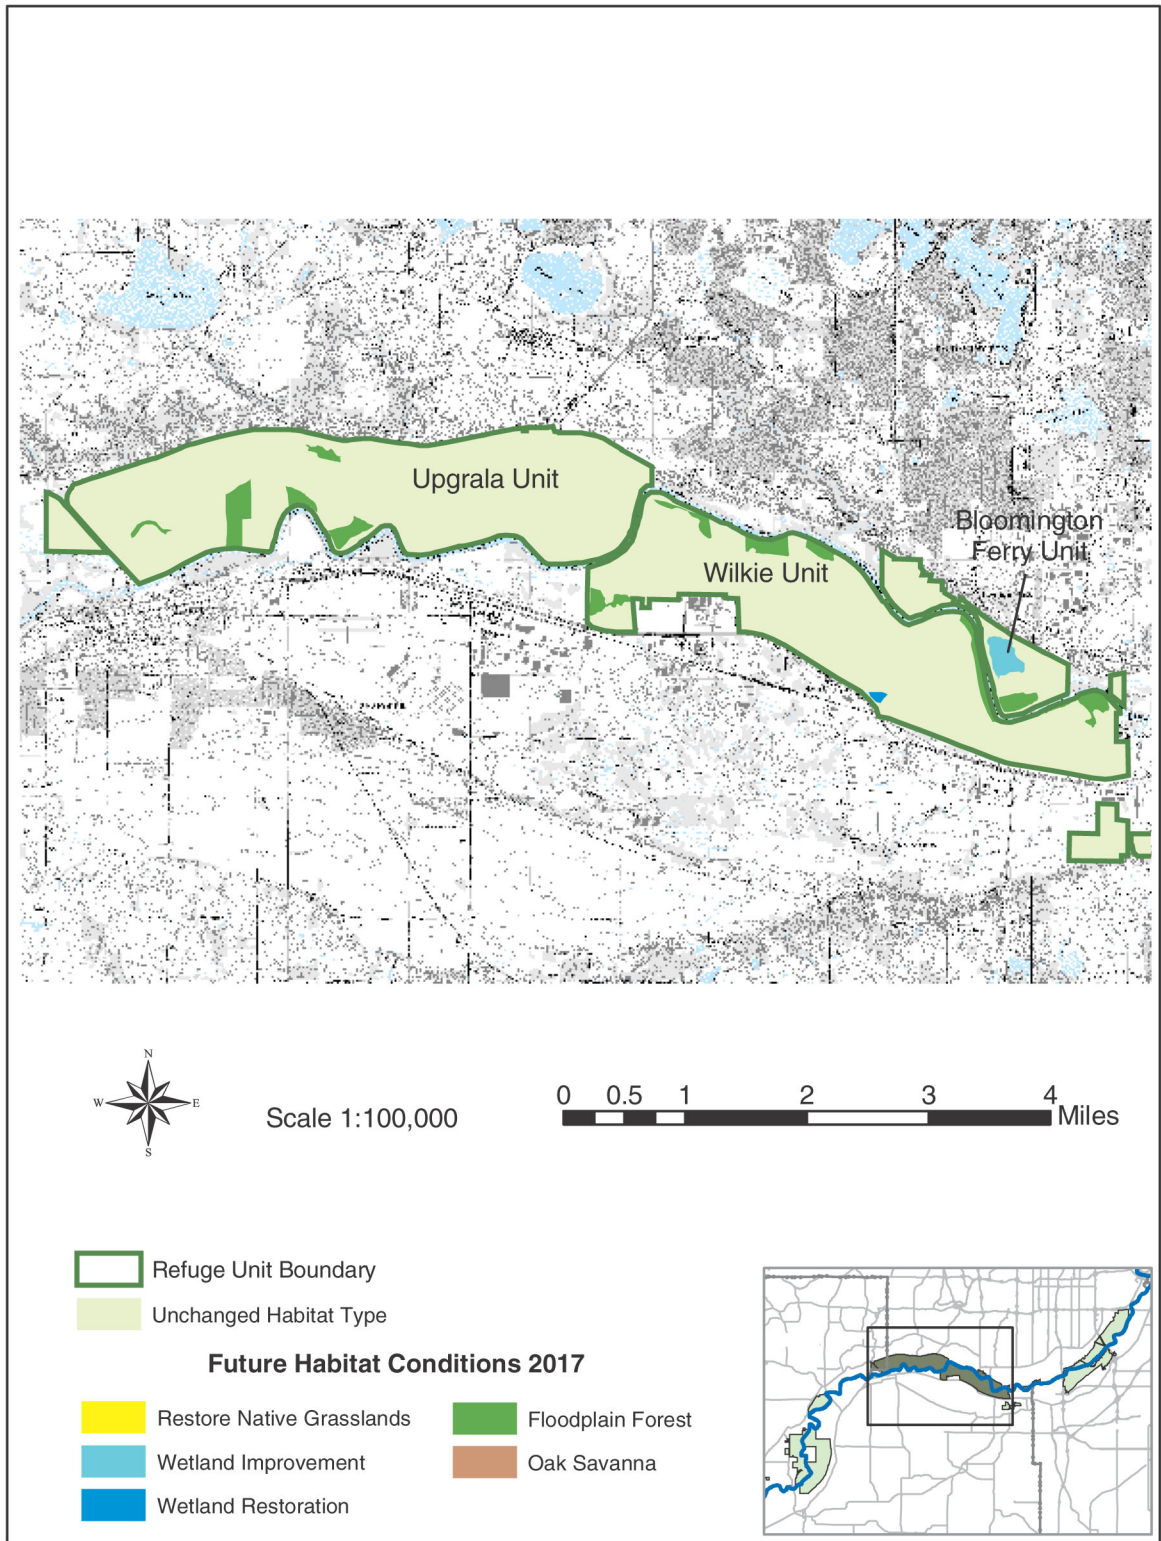 Upgrala Unit
Bloomington
Ferry Unit
Wilkie Unit
N
W
E
S
Scale 1:100,000
0 0.5 1 2 3 4
Miles
Refuge Unit Boundary
Unchanged Habitat Type
Future Habitat Conditions 2017
Restore Native Grasslands
Floodplain Forest
Wetland Improvement
Oak Savanna
Wetland Restoration